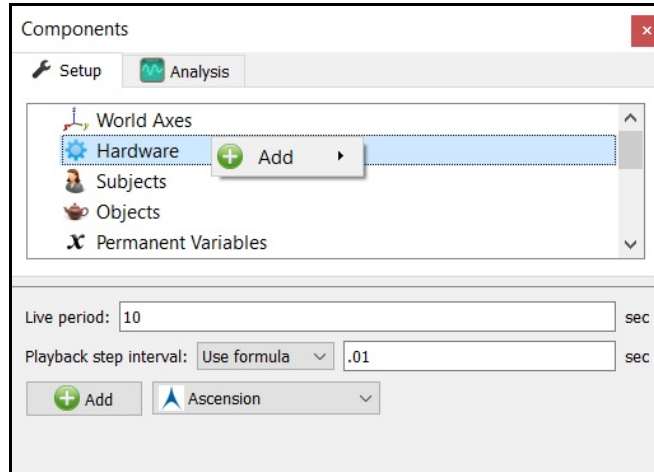 Components
Setup Analysis
World Axes
Hardware
Add
Subjects
Objects
x Permanent Variables
Live period: 10 sec
Playback step interval: Use formula .01 sec
Add Ascension